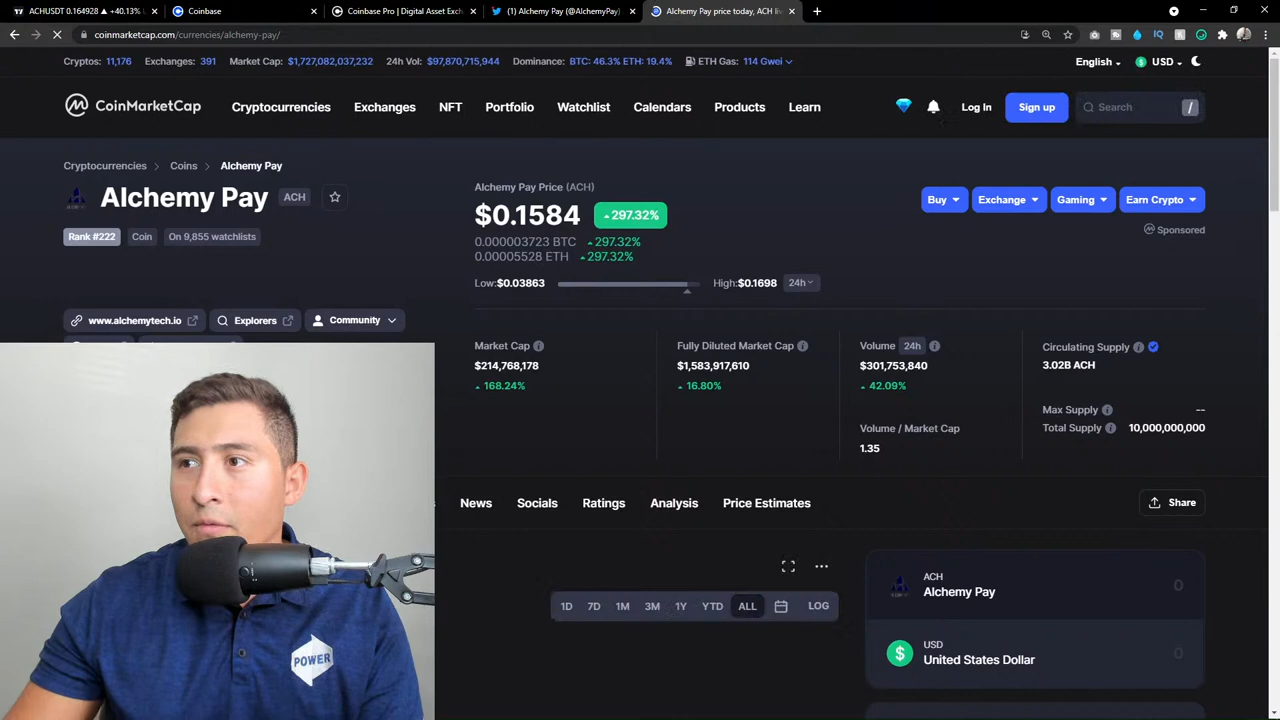 ACHUSDT 0.164928 ▲ +40.13%
Coinbase
Coinbase Pro | Digital Asset Exch
(1) Alchemy Pay (@AlchemyPay)
Alchemy Pay price today, ACH li
coinmarketcap.com/currencies/alchemy-pay/
Cryptos: 11,176 Exchanges: 391 Market Cap: $1,727,082,037,232 24h Vol: $97,870,715,944 Dominance: BTC: 46.3% ETH: 19.4% ETH Gas: 114 Gwei
English USD
CoinMarketCap
Cryptocurrencies Exchanges NFT Portfolio Watchlist Calendars Products Learn
Log In Sign up Search /
Cryptocurrencies Coins Alchemy Pay
Alchemy Pay ACH
Rank #222 Coin On 9,855 watchlists
www.alchemytech.io Explorers Community
Alchemy Pay Price (ACH)
$0.1584 297.32%
0.000003723 BTC 297.32%
0.00005528 ETH 297.32%
Low:$0.03863 High:$0.1698 24h
Buy Exchange Gaming Earn Crypto
Sponsored
Market Cap
$214,768,178
168.24%
Fully Diluted Market Cap
$1,583,917,610
16.80%
Volume 24h
$301,753,840
42.09%
Volume / Market Cap
1.35
Circulating Supply
3.02B ACH
Max Supply --
Total Supply 10,000,000,000
News Socials Ratings Analysis Price Estimates
Share
1D 7D 1M 3M 1Y YTD ALL LOG
ACH
Alchemy Pay 0
USD
United States Dollar 0
POWER